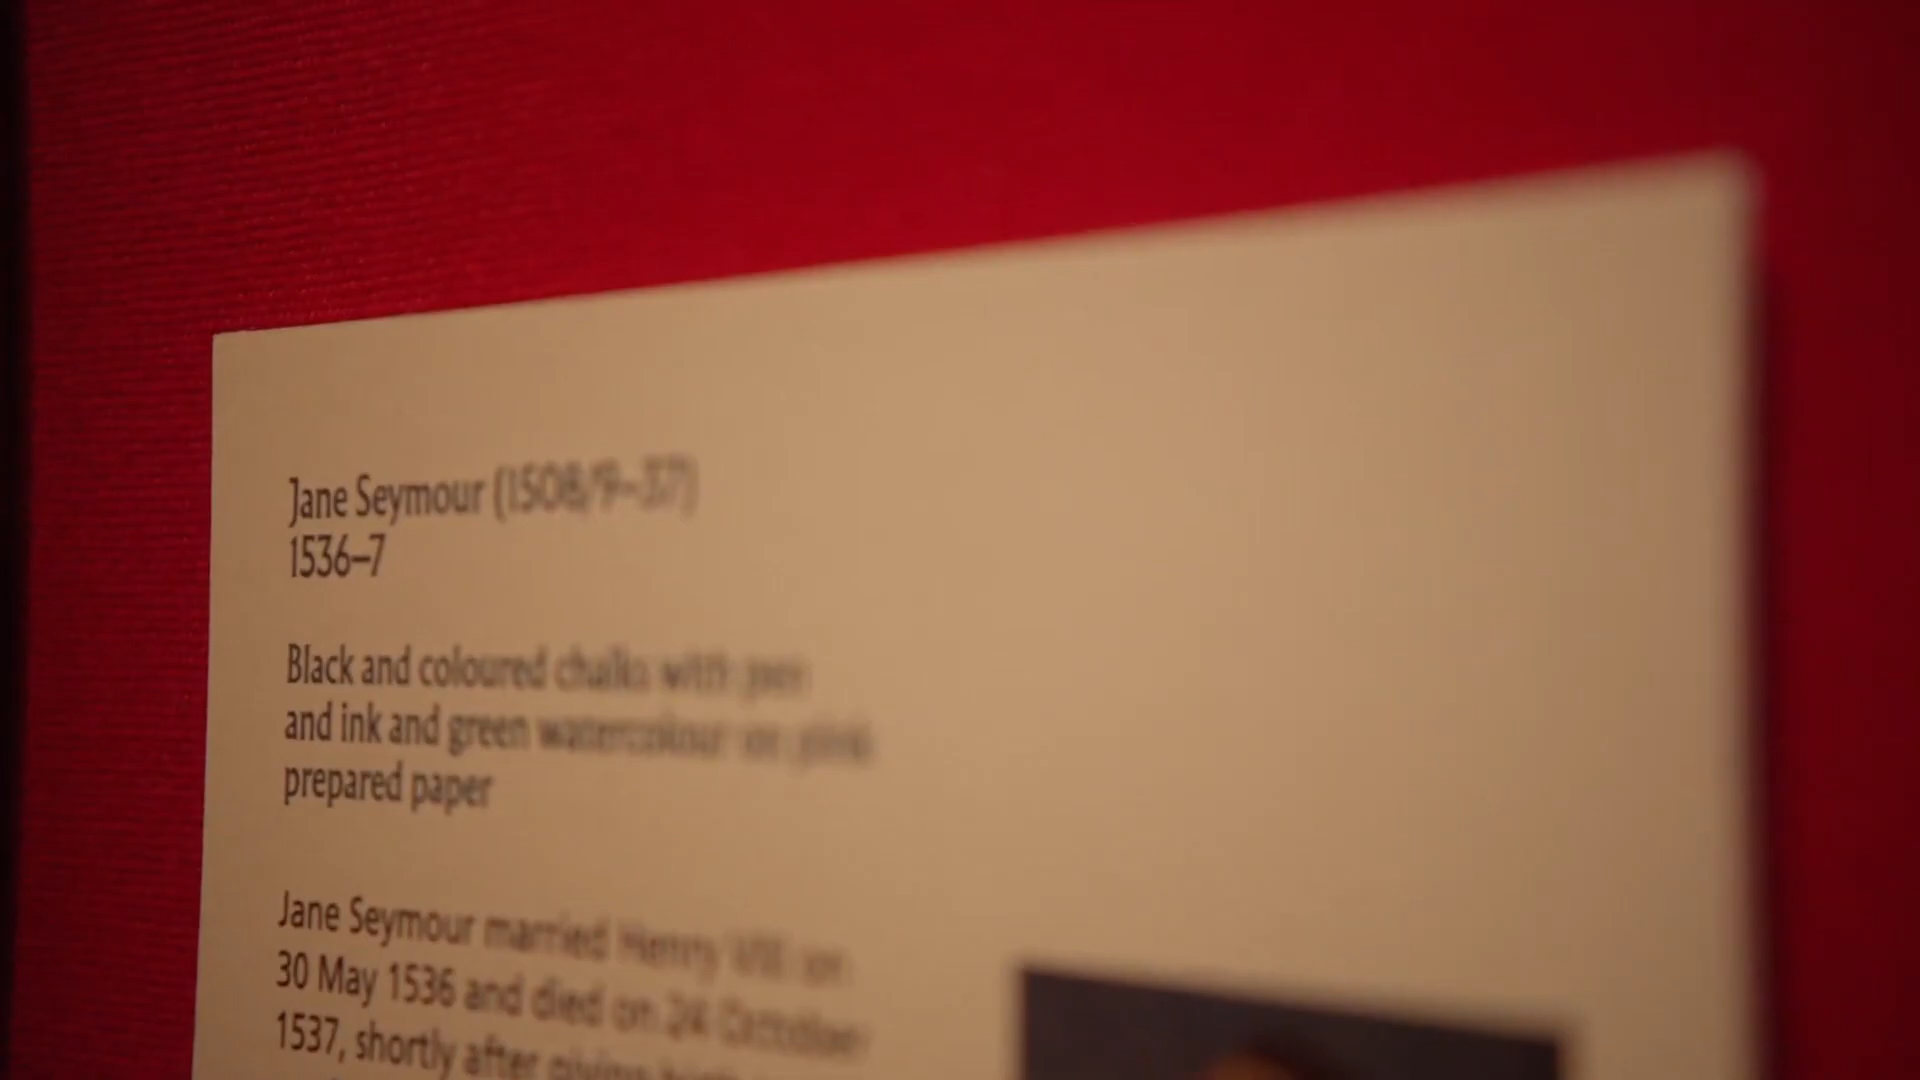 Jane Seymour (1508/9–37)
1536–7
Black and coloured chalks with pen
and ink and green watercolour on pink
prepared paper
Jane Seymour married Henry VIII on
30 May 1536 and died on 24 October
1537, shortly after giving birth